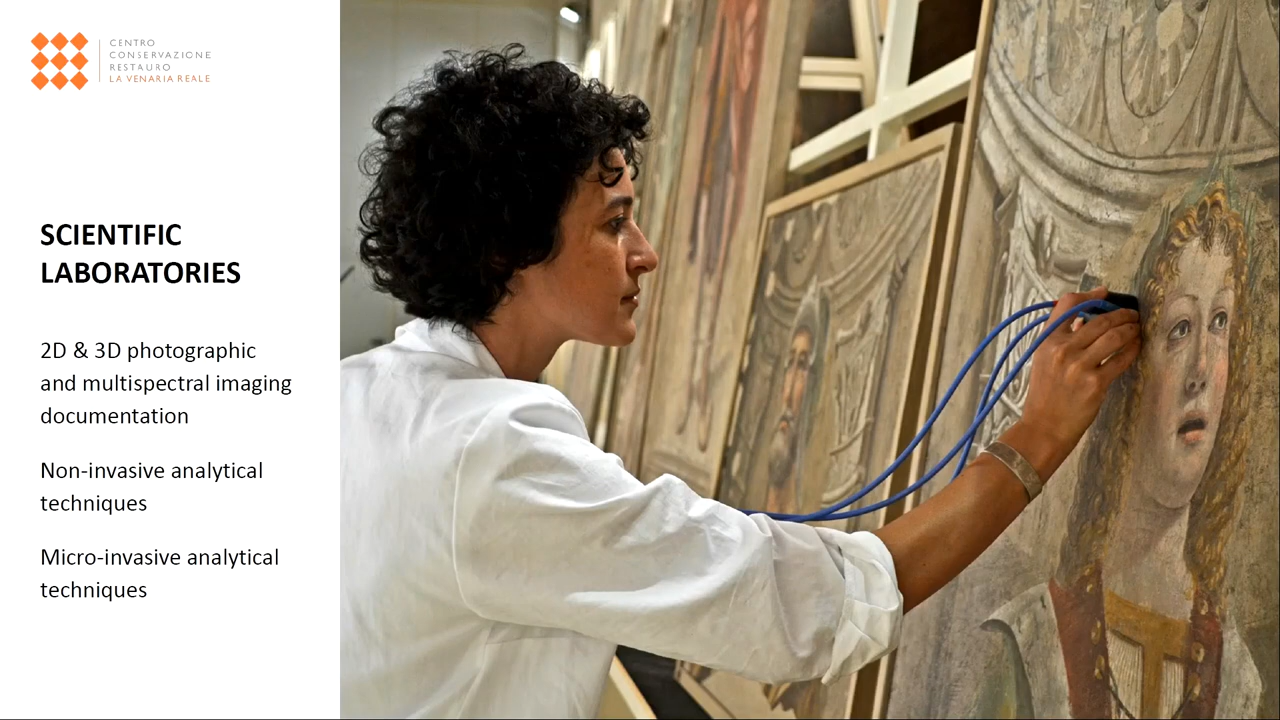 CENTRO
CONSERVAZIONE
RESTAURO
LA VENARIA REALE
SCIENTIFIC
LABORATORIES
2D & 3D photographic
and multispectral imaging
documentation
Non-invasive analytical
techniques
Micro-invasive analytical
techniques